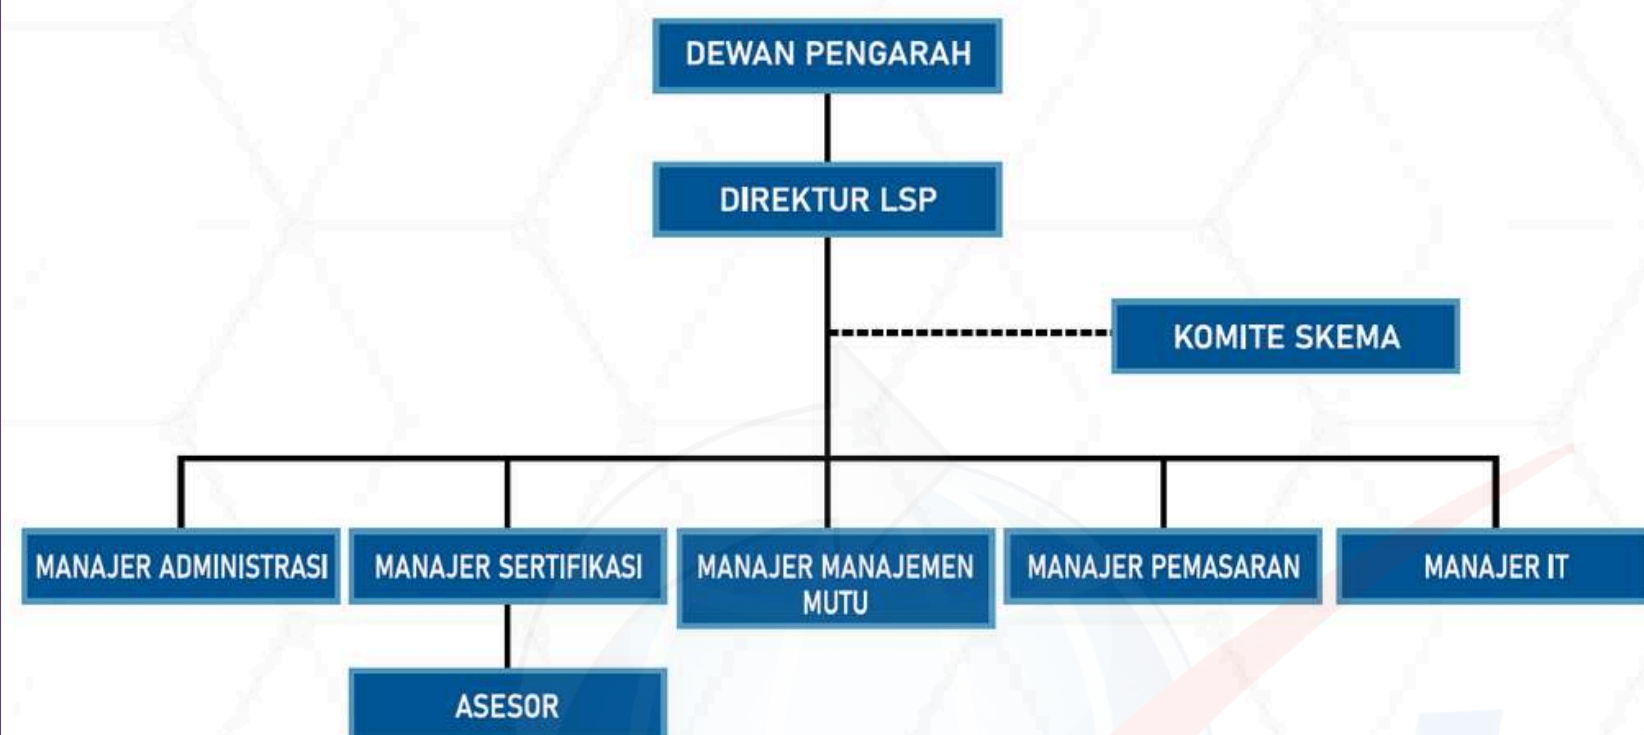 DEWAN PENGARAH
DIREKTUR LSP
KOMITE SKEMA
MANAJER ADMINISTRASI
MANAJER SERTIFIKASI
MANAJER MANAJEMEN
MUTU
MANAJER PEMASARAN
MANAJER IT
ASESOR